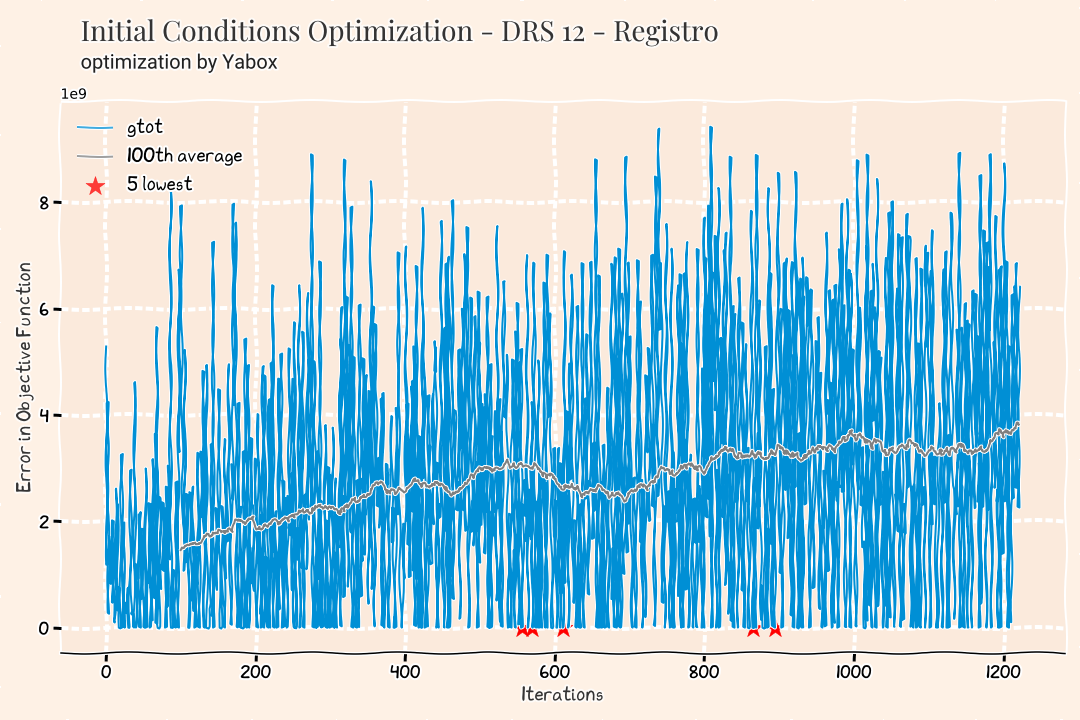 Initial Conditions Optimization - DRS 12 - Registro
optimization by Yabox
1e9
gtot
100th average
5 lowest
8
6
4
2
0
Error in Objective Function
0 200 400 600 800 1000 1200
Iterations